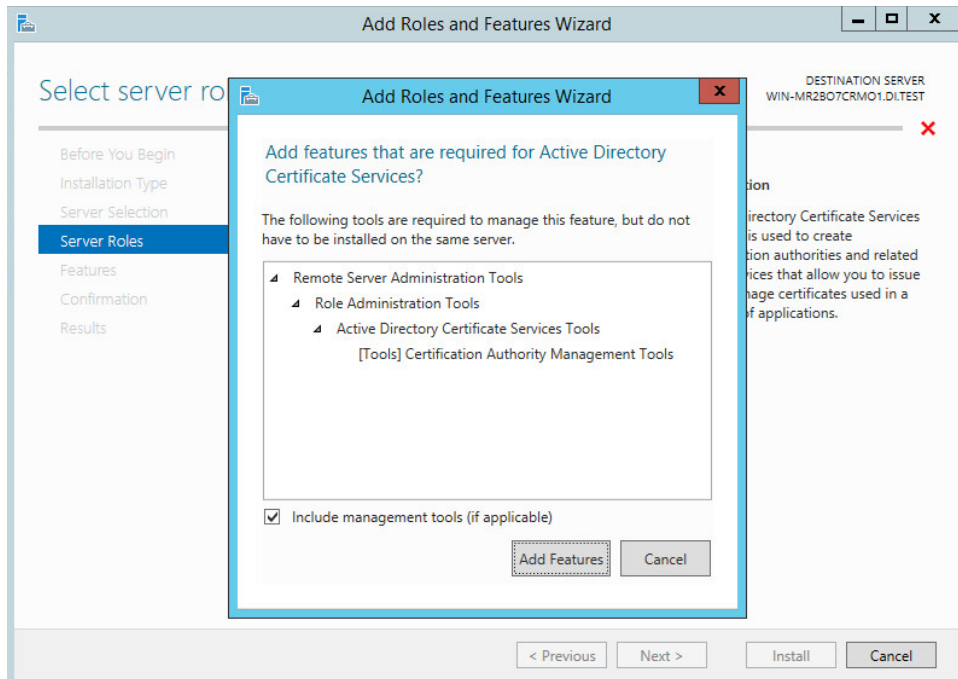 Add Roles and Features Wizard
Select server ro
DESTINATION SERVER
WIN-MR2BO7CRMO1.DI.TEST
Before You Begin
Installation Type
Server Selection
Server Roles
Features
Confirmation
Results
Add Roles and Features Wizard
Add features that are required for Active Directory
Certificate Services?
The following tools are required to manage this feature, but do not
have to be installed on the same server.
Remote Server Administration Tools
Role Administration Tools
Active Directory Certificate Services Tools
[Tools] Certification Authority Management Tools
Include management tools (if applicable)
Add Features Cancel
tion
irectory Certificate Services
is used to create
tion authorities and related
vices that allow you to issue
nage certificates used in a
of applications.
< Previous Next > Install Cancel